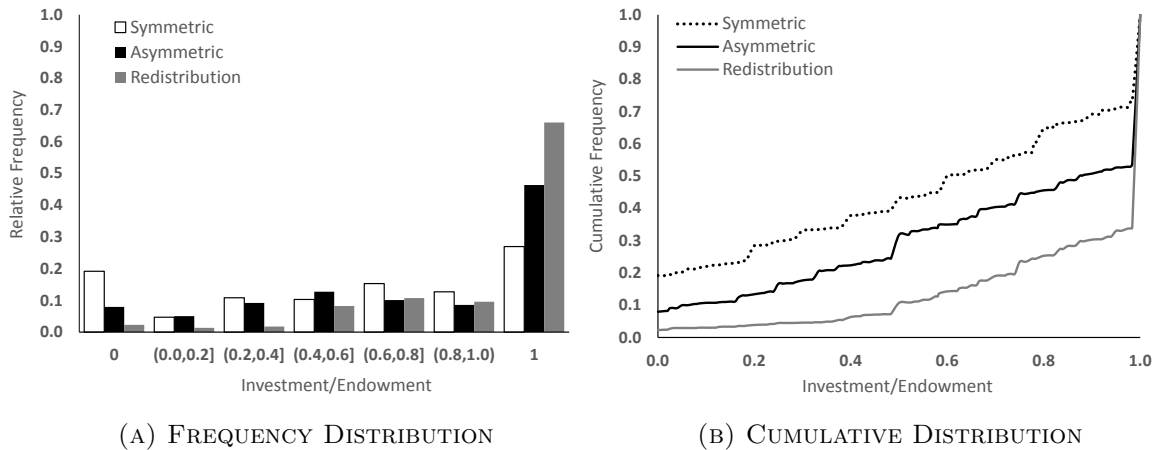 Symmetric
Asymmetric
Redistribution
Relative Frequency
1.0
0.9
0.8
0.7
0.6
0.5
0.4
0.3
0.2
0.1
0.0
0 (0.0,0.2] (0.2,0.4] (0.4,0.6] (0.6,0.8] (0.8,1.0) 1
Investment/Endowment
(A) FREQUENCY DISTRIBUTION
Symmetric
Asymmetric
Redistribution
Cumulative Frequency
1.0
0.9
0.8
0.7
0.6
0.5
0.4
0.3
0.2
0.1
0.0
0.0 0.2 0.4 0.6 0.8 1.0
Investment/Endowment
(B) CUMULATIVE DISTRIBUTION